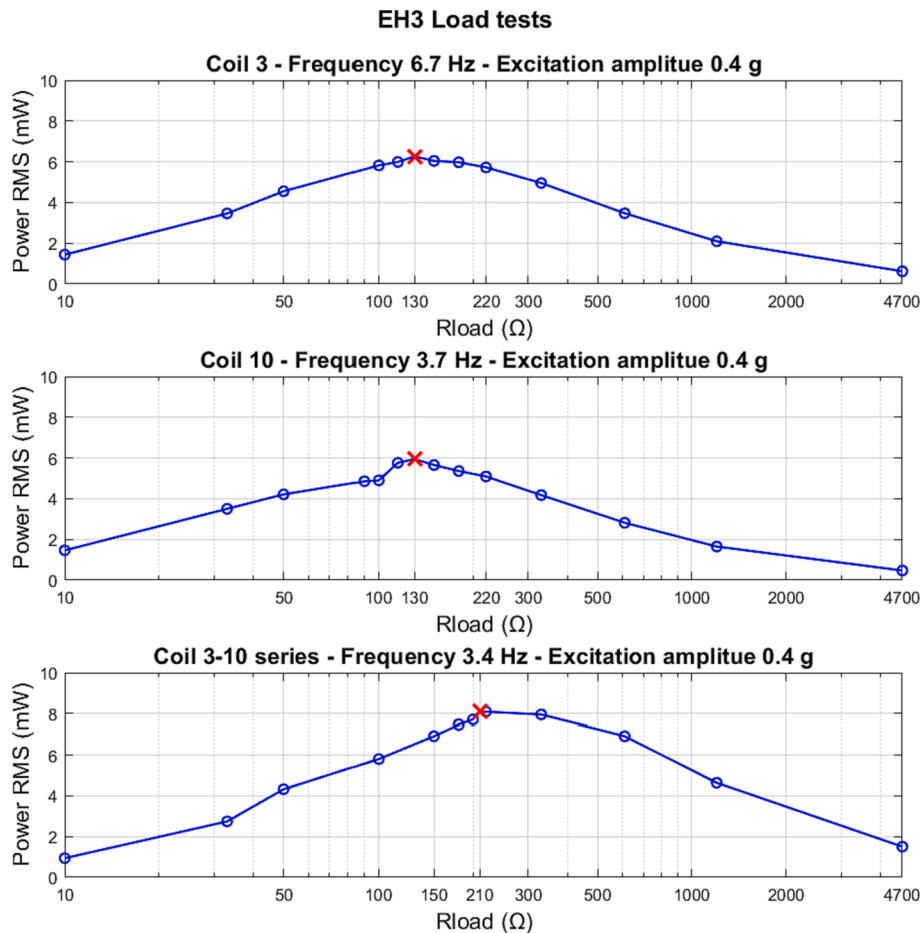 EH3 Load tests
Coil 3 - Frequency 6.7 Hz - Excitation amplitue 0.4 g
Power RMS (mW)
10
8
6
4
2
0
10 50 100 130 220 300 500 1000 2000 4700
Rload (Ω)
Coil 10 - Frequency 3.7 Hz - Excitation amplitue 0.4 g
Power RMS (mW)
10
8
6
4
2
0
10 50 100 130 220 300 500 1000 2000 4700
Rload (Ω)
Coil 3-10 series - Frequency 3.4 Hz - Excitation amplitue 0.4 g
Power RMS (mW)
10
8
6
4
2
0
10 50 100 150 210 300 500 1000 2000 4700
Rload (Ω)